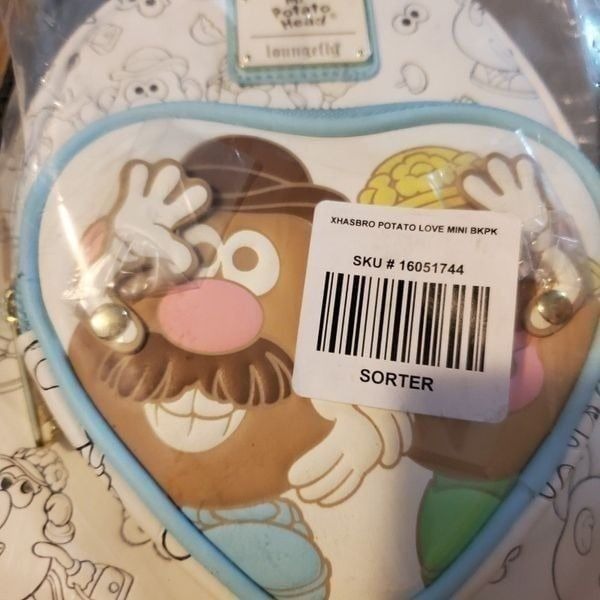 Potato
Head
loungefly
XHASBRO POTATO LOVE MINI BKPK
SKU # 16051744
SORTER